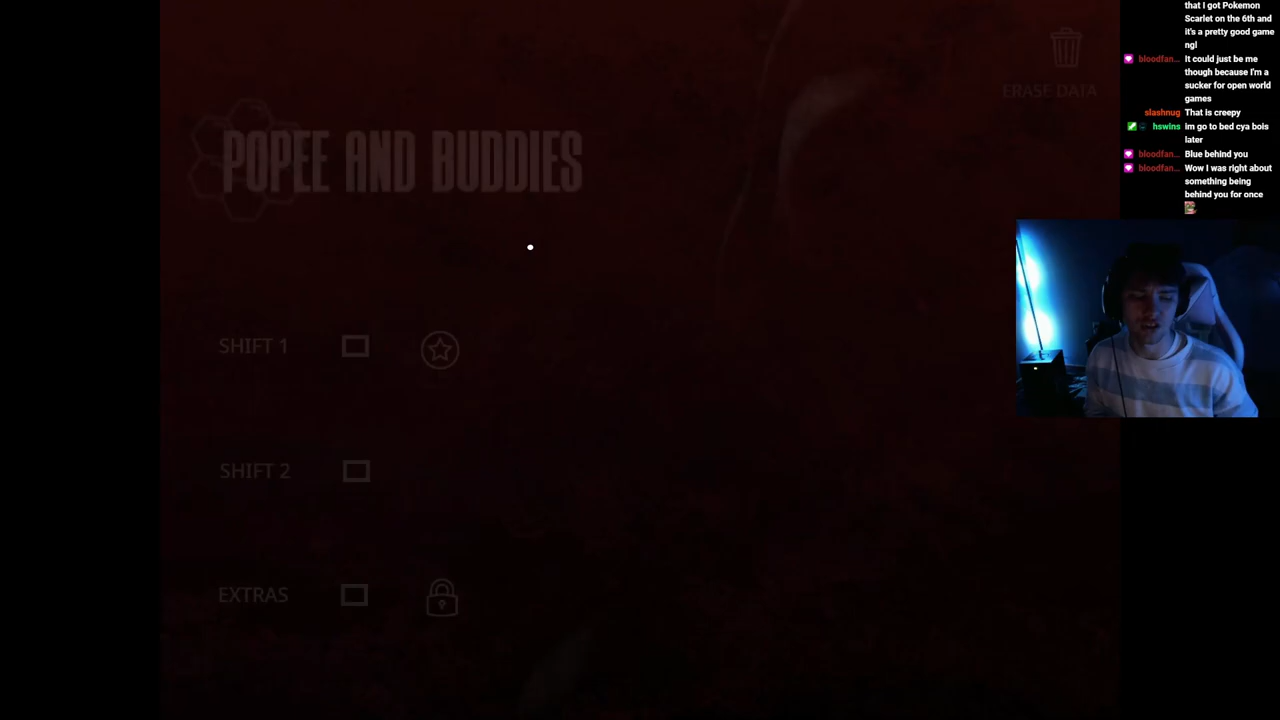 POPEE AND BUDDIES
ERASE DATA
SHIFT 1
SHIFT 2
EXTRAS
that I got Pokemon
Scarlet on the 6th and
it's a pretty good game
ngl
bloodfan... It could just be me
though because I'm a
sucker for open world
games
slashnug That is creepy
hswins im go to bed cya bois
later
bloodfan... Blue behind you
bloodfan... Wow I was right about
something being
behind you for once